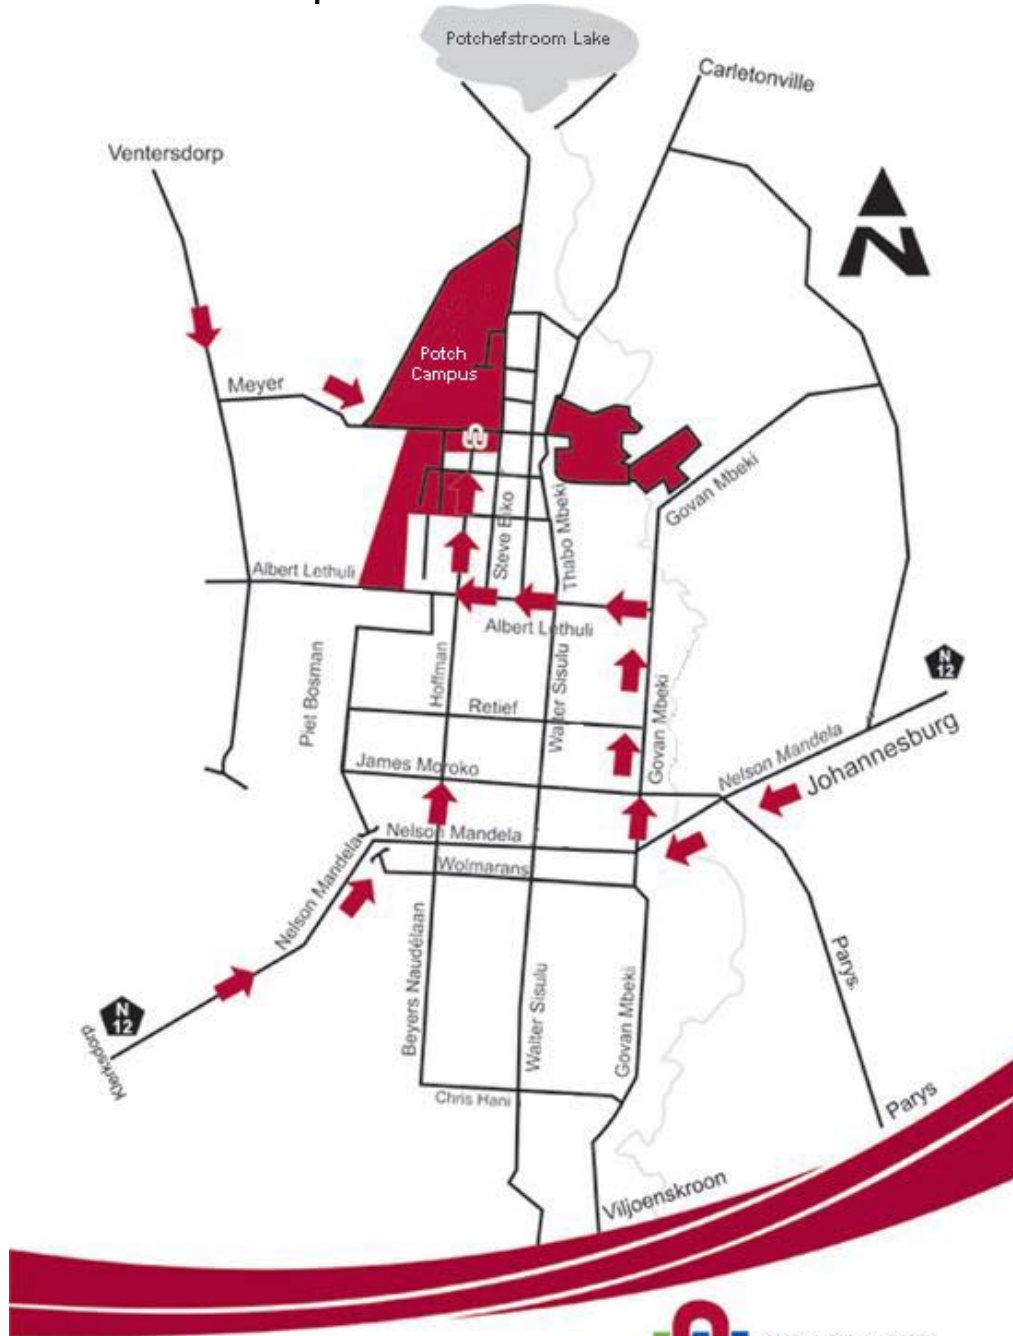 Potchefstroom Lake
Carletonville
Ventersdorp
N
Potch
Campus
Meyer
Govan Mbeki
Steve Biko
Thabo Mbeki
Albert Lethuli
Albert Lethuli
N
12
Piet Bosman
Hoffman
Retief
Walter Sisulu
Govan Mbeki
Nelson Mandela
Johannesburg
James Moroko
Nelson Mandela
Wolmarans
Nelson Mandela
Beyers Naudélaan
Walter Sisulu
Govan Mbeki
Parys
N
12
Klerksdorp
Chris Hani
Parys
Viljoenskroon